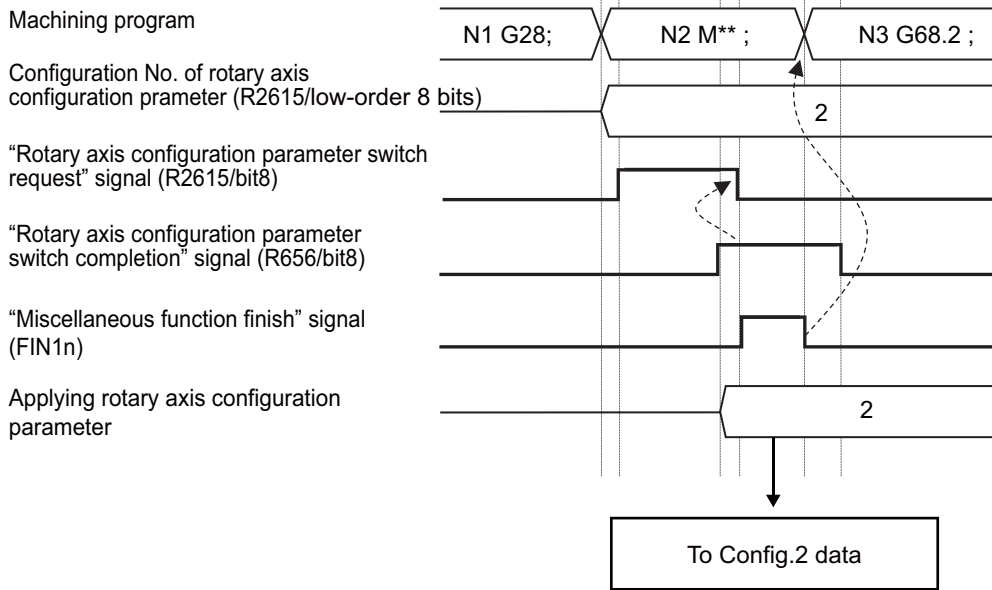 Machining program
N1 G28;
N2 M** ;
N3 G68.2 ;
Configuration No. of rotary axis
configuration prameter (R2615/low-order 8 bits)
2
“Rotary axis configuration parameter switch
request” signal (R2615/bit8)
“Rotary axis configuration parameter
switch completion” signal (R656/bit8)
“Miscellaneous function finish” signal
(FIN1n)
Applying rotary axis configuration
parameter
2
To Config.2 data